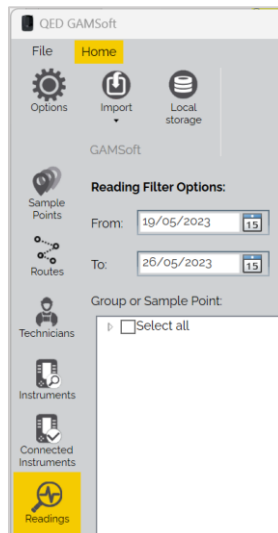 QED GAMSoft
File Home
Options Import Local
storage
GAMSoft
Sample
Points
Routes
Technicians
Instruments
Connected
Instruments
Readings
Reading Filter Options:
From: 19/05/2023 15
To: 26/05/2023 15
Group or Sample Point:
Select all